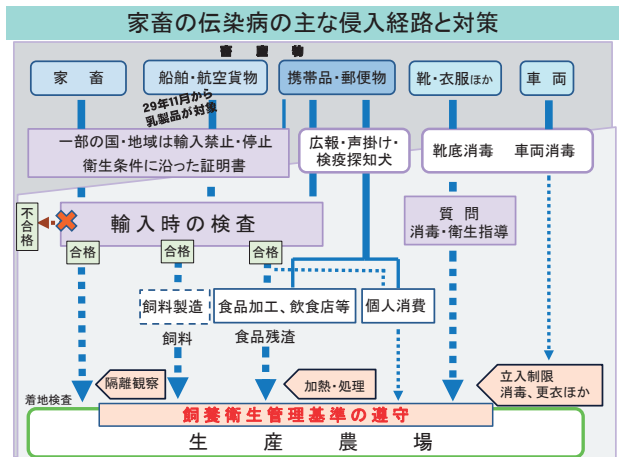 家畜の伝染病の主な侵入経路と対策
畜産物
家畜
船舶・航空貨物
携帯品・郵便物
靴・衣服ほか
車両
29年11月から
乳製品が対象
一部の国・地域は輸入禁止・停止
衛生条件に沿った証明書
広報・声掛け・
検疫探知犬
靴底消毒 車両消毒
不合格
輸入時の検査
質問
消毒・衛生指導
合格
合格
合格
飼料製造
食品加工、飲食店等
個人消費
飼料
食品残渣
隔離観察
加熱・処理
立入制限
消毒、更衣ほか
着地検査
飼養衛生管理基準の遵守
生産農場